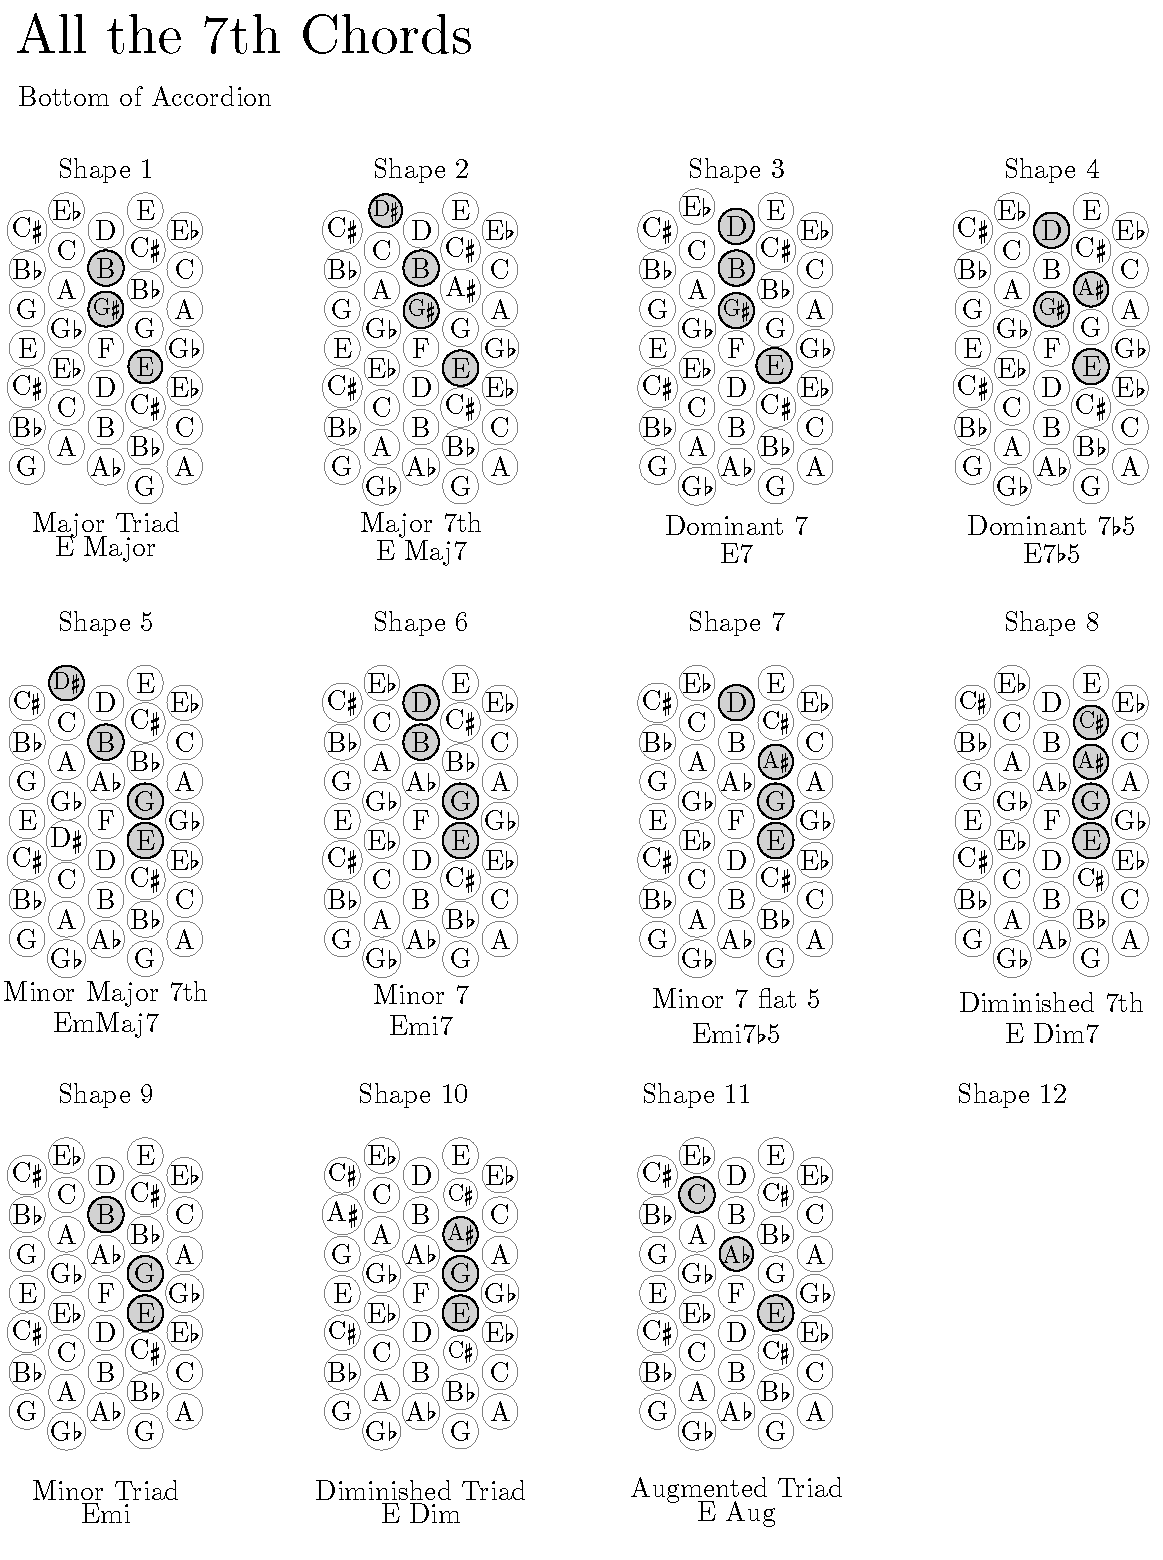 All the 7th Chords
Bottom of Accordion
Shape 1
E♭ E
C♯ D E♭
C C♯
B♭ B C
A B♭
G G♯ A
G♭ G
E F G♭
E♭ E
C♯ D E♭
C C♯
B♭ B C
A B♭
G A♭ A
G
Major Triad
E Major
Shape 2
D♯ E
C♯ D E♭
C C♯
B♭ B C
A A♯
G G♯ A
G♭ G
E F G♭
E♭ E
C♯ D E♭
C C♯
B♭ B C
A B♭
G A♭ A
G♭ G
Major 7th
E Maj7
Shape 3
E♭ E
C♯ D E♭
C C♯
B♭ B C
A B♭
G G♯ A
G♭ G
E F G♭
E♭ E
C♯ D E♭
C C♯
B♭ B C
A B♭
G A♭ A
G♭ G
Dominant 7
E7
Shape 4
E♭ E
C♯ D E♭
C C♯
B♭ B C
A A♯
G G♯ A
G♭ G
E F G♭
E♭ E
C♯ D E♭
C C♯
B♭ B C
A B♭
G A♭ A
G♭ G
Dominant 7♭5
E7♭5
Shape 5
D♯ E
C♯ D E♭
C C♯
B♭ B C
A B♭
G A♭ A
G♭ G
E F G♭
D♯ E
C♯ D E♭
C C♯
B♭ B C
A B♭
G A♭ A
G♭ G
Minor Major 7th
EmMaj7
Shape 6
E♭ E
C♯ D E♭
C C♯
B♭ B C
A B♭
G A♭ A
G♭ G
E F G♭
E♭ E
C♯ D E♭
C C♯
B♭ B C
A B♭
G A♭ A
G♭ G
Minor 7
Emi7
Shape 7
E♭ E
C♯ D E♭
C C♯
B♭ B C
A A♯
G A♭ A
G♭ G
E F G♭
E♭ E
C♯ D E♭
C C♯
B♭ B C
A B♭
G A♭ A
G♭ G
Minor 7 flat 5
Emi7♭5
Shape 8
E♭ E
C♯ D E♭
C C♯
B♭ B C
A A♯
G A♭ A
G♭ G
E F G♭
E♭ E
C♯ D E♭
C C♯
B♭ B C
A B♭
G A♭ A
G♭ G
Diminished 7th
E Dim7
Shape 9
E♭ E
C♯ D E♭
C C♯
B♭ B C
A B♭
G A♭ A
G♭ G
E F G♭
E♭ E
C♯ D E♭
C C♯
B♭ B C
A B♭
G A♭ A
G♭ G
Minor Triad
Emi
Shape 10
E♭ E
C♯ D E♭
C C♯
A♯ B C
A A♯
G A♭ A
G♭ G
E F G♭
E♭ E
C♯ D E♭
C C♯
B♭ B C
A B♭
G A♭ A
G♭ G
Diminished Triad
E Dim
Shape 11
E♭ E
C♯ D E♭
C C♯
B♭ B C
A B♭
G A♭ A
G♭ G
E F G♭
E♭ E
C♯ D E♭
C C♯
B♭ B C
A B♭
G A♭ A
G♭ G
Augmented Triad
E Aug
Shape 12